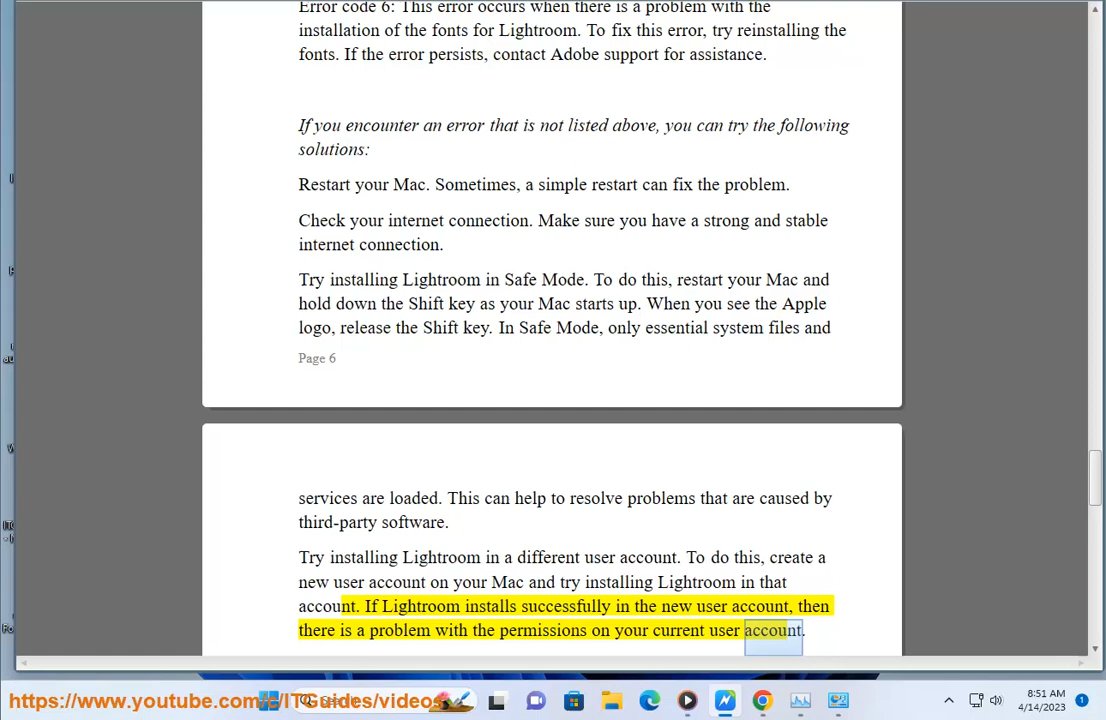 Error code 6: This error occurs when there is a problem with the
installation of the fonts for Lightroom. To fix this error, try reinstalling the
fonts. If the error persists, contact Adobe support for assistance.
If you encounter an error that is not listed above, you can try the following
solutions:
Restart your Mac. Sometimes, a simple restart can fix the problem.
Check your internet connection. Make sure you have a strong and stable
internet connection.
Try installing Lightroom in Safe Mode. To do this, restart your Mac and
hold down the Shift key as your Mac starts up. When you see the Apple
logo, release the Shift key. In Safe Mode, only essential system files and
Page 6
services are loaded. This can help to resolve problems that are caused by
third-party software.
Try installing Lightroom in a different user account. To do this, create a
new user account on your Mac and try installing Lightroom in that
account. If Lightroom installs successfully in the new user account, then
there is a problem with the permissions on your current user account.
https://www.youtube.com/c/ITGuides/videos
8:51 AM
4/14/2023
1